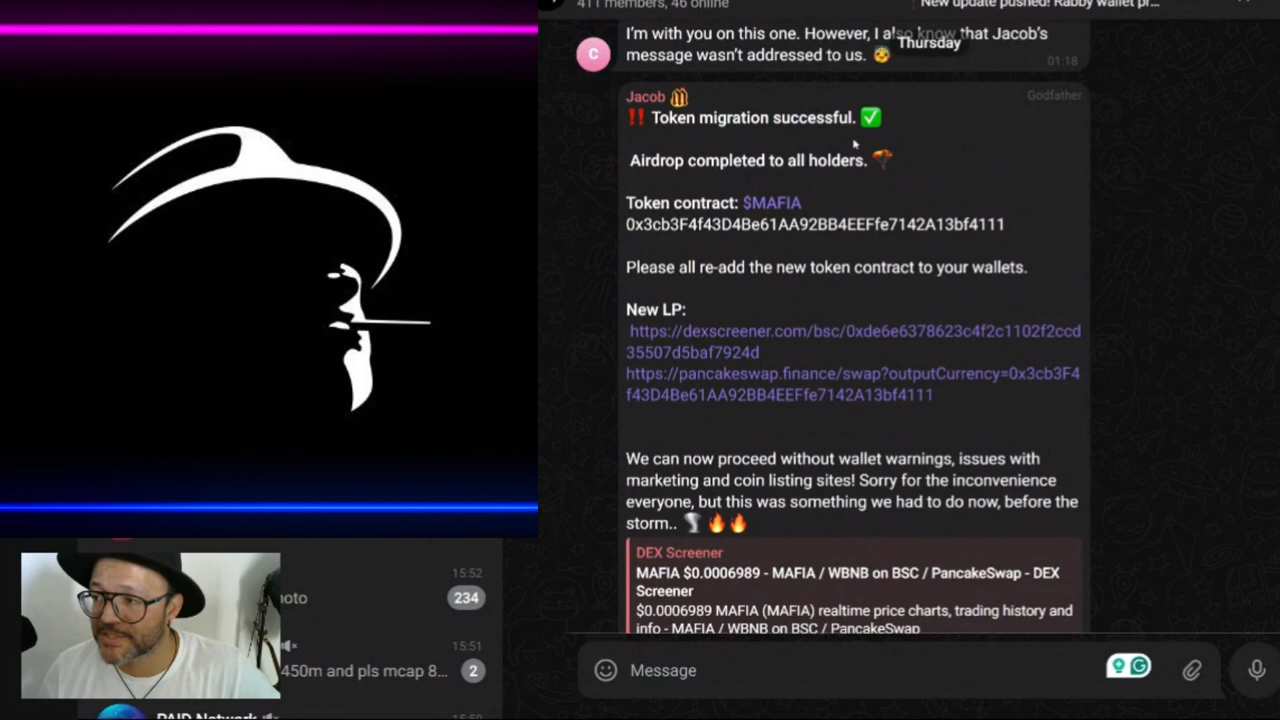 411 members, 46 online
New update pushed! Rabby wallet pr...
I'm with you on this one. However, I also know that Jacob's
message wasn't addressed to us. 🥳
01:18
Thursday
C
Jacob
Godfather
‼️ Token migration successful. ✅
Airdrop completed to all holders. 🪂
Token contract: $MAFIA
0x3cb3F4f43D4Be61AA92BB4EEFfe7142A13bf4111
Please all re-add the new token contract to your wallets.
New LP:
https://dexscreener.com/bsc/0xde6e6378623c4f2c1102f2ccd
35507d5baf7924d
https://pancakeswap.finance/swap?outputCurrency=0x3cb3F4
f43D4Be61AA92BB4EEFfe7142A13bf4111
We can now proceed without wallet warnings, issues with
marketing and coin listing sites! Sorry for the inconvenience
everyone, but this was something we had to do now, before the
storm.. 🌪️🔥🔥
DEX Screener
MAFIA $0.0006989 - MAFIA / WBNB on BSC / PancakeSwap - DEX
Screener
$0.0006989 MAFIA (MAFIA) realtime price charts, trading history and
info - MAFIA / WBNB on BSC / PancakeSwap
Message
15:52
234
15:51
450m and pls mcap 8...
2
PAID Network
15:50